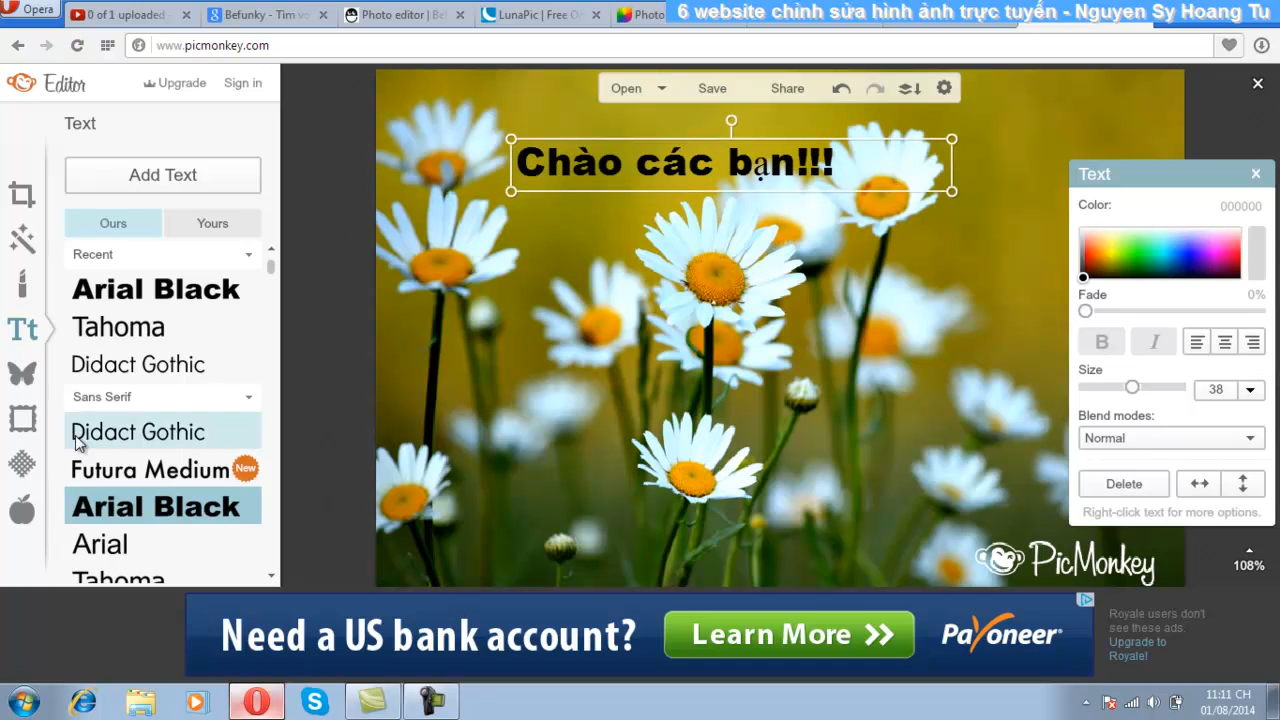 6 website chỉnh sửa hình ảnh trực tuyến - Nguyen Sy Hoang Tu
Opera
0 of 1 uploaded
Befunky - Tim v
Photo editor | Bef
LunaPic | Free O
Photo
www.picmonkey.com
Editor
Upgrade
Sign in
Open
Save
Share
Text
Add Text
Ours
Yours
Recent
Arial Black
Tahoma
Didact Gothic
Sans Serif
Didact Gothic
Futura Medium
New
Arial Black
Arial
Tahoma
Chào các bạn!!!
Text
Color:
000000
Fade
0%
B
I
Size
38
Blend modes:
Normal
Delete
Right-click text for more options.
PicMonkey
108%
Need a US bank account?
Learn More >>
Payoneer
Royale users don't
see these ads.
Upgrade to
Royale!
11:11 CH
01/08/2014